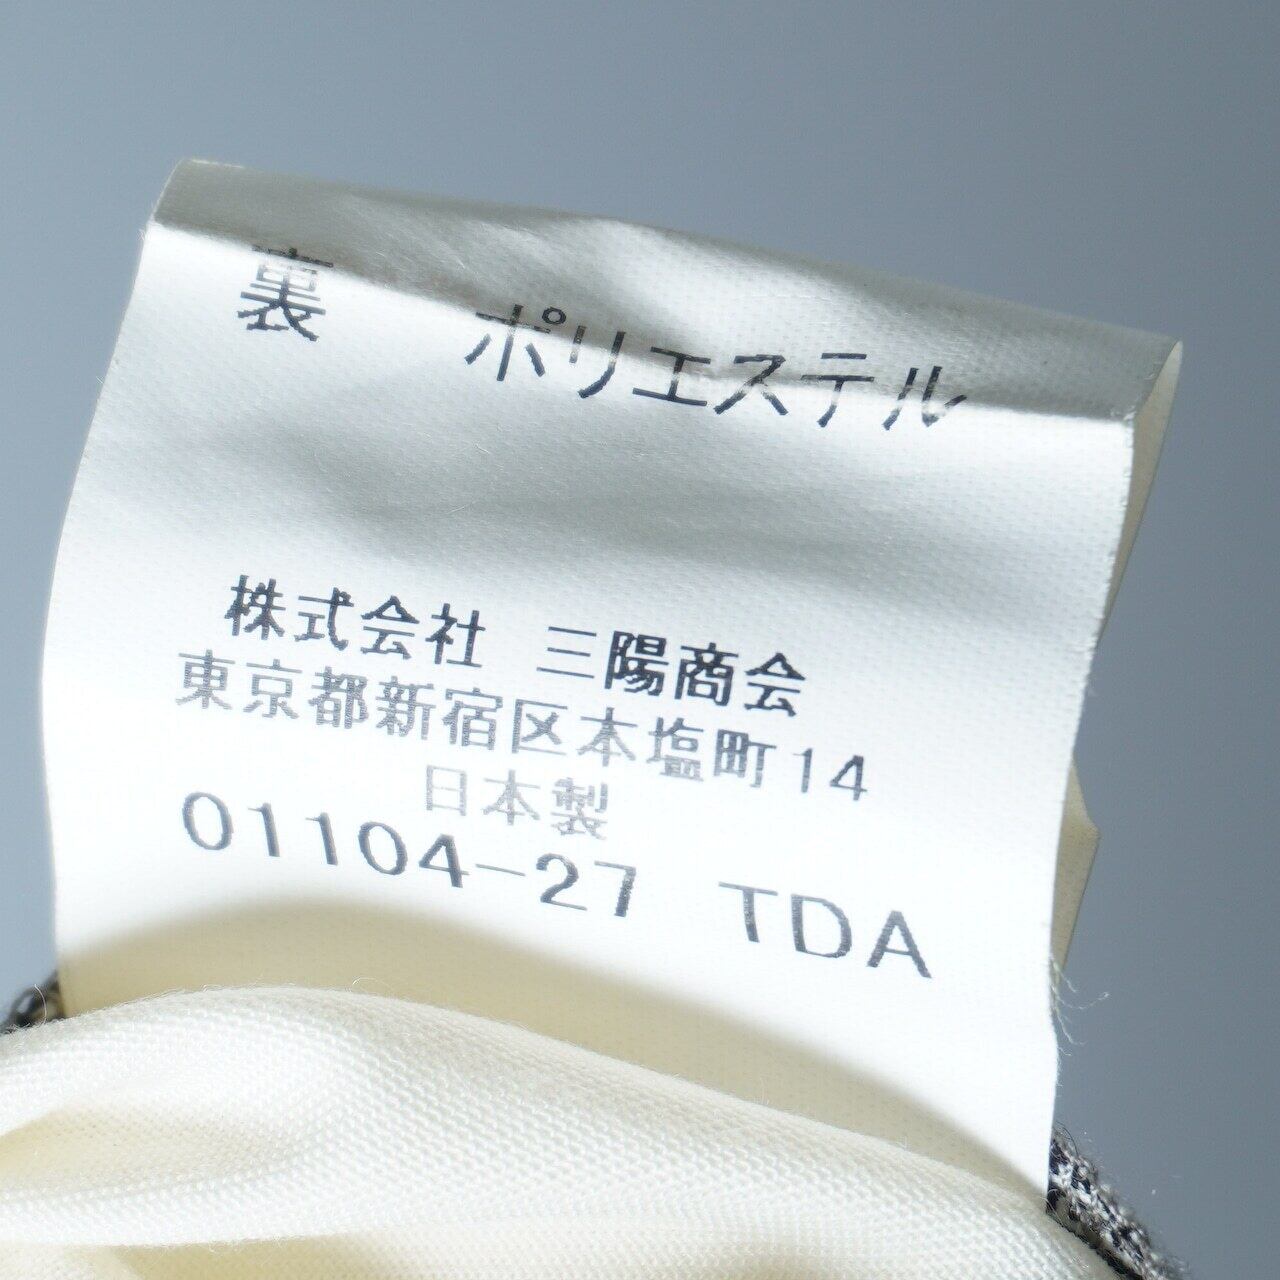 裏 ポリエステル
株式会社 三陽商会
東京都新宿区本塩町14
日本製
01104-27 TDA